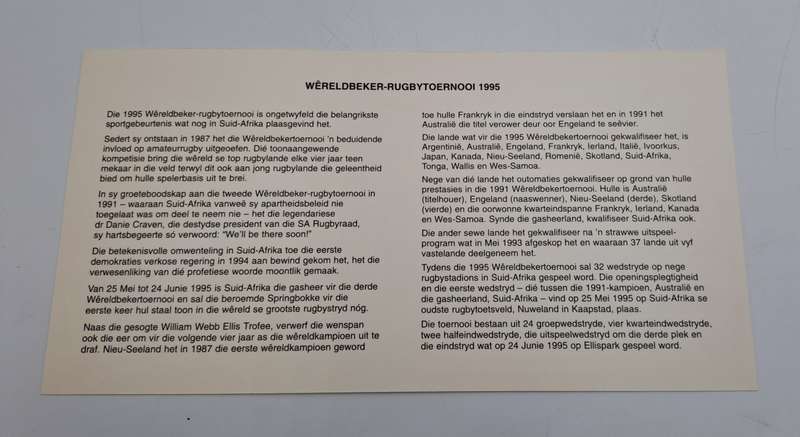 WÊRELDBEKER-RUGBYTOERNOOI 1995
Die 1995 Wêreldbeker-rugbytoernooi is ongetwyfeld die belangrikste
sportgebeurtenis wat nog in Suid-Afrika plaasgevind het.
Sedert sy ontstaan in 1987 het die Wêreldbekertoernooi 'n beduidende
invloed op amateurrugby uitgeoefen. Dié toonaangewende
kompetisie bring die wêreld se top rugbylande elke vier jaar teen
mekaar in die veld terwyl dit ook aan jong rugbylande die geleentheid
bied om hulle spelerbasis uit te brei.
In sy groeteboodskap aan die tweede Wêreldbeker-rugbytoernooi in
1991 – waaraan Suid-Afrika vanweë sy apartheidsbeleid nie
toegelaat was om deel te neem nie – het die legendariese
dr Danie Craven, die destydse president van die SA Rugbyraad,
sy hartsbegeerte só verwoord: "We'll be there soon!"
Die betekenisvolle omwenteling in Suid-Afrika toe die eerste
demokraties verkose regering in 1994 aan bewind gekom het, het die
verwesenliking van dié profetiese woorde moontlik gemaak.
Van 25 Mei tot 24 Junie 1995 is Suid-Afrika die gasheer vir die derde
Wêreldbekertoernooi en sal die beroemde Springbokke vir die
eerste keer hul staal toon in die wêreld se grootste rugbystryd nóg.
Naas die gesogte William Webb Ellis Trofee, verwerf die wenspan
ook die eer om vir die volgende vier jaar as die wêreldkampioen uit te
draf. Nieu-Seeland het in 1987 die eerste wêreldkampioen geword
toe hulle Frankryk in die eindstryd verslaan het en in 1991 het
Australië die titel verower deur oor Engeland te seëvier.
Die lande wat vir die 1995 Wêreldbekertoernooi gekwalifiseer het, is
Argentinië, Australië, Engeland, Frankryk, Ierland, Italië, Ivoorkus,
Japan, Kanada, Nieu-Seeland, Romenië, Skotland, Suid-Afrika,
Tonga, Wallis en Wes-Samoa.
Nege van dié lande het outomaties gekwalifiseer op grond van hulle
prestasies in die 1991 Wêreldbekertoernooi. Hulle is Australië
(titelhouer), Engeland (naaswenner), Nieu-Seeland (derde), Skotland
(vierde) en die oorwonne kwarteindspanne Frankryk, Ierland, Kanada
en Wes-Samoa. Synde die gasheerland, kwalifiseer Suid-Afrika ook.
Die ander sewe lande het gekwalifiseer na 'n strawwe uitspeel-
program wat in Mei 1993 afgeskop het en waaraan 37 lande uit vyf
vastelande deelgeneem het.
Tydens die 1995 Wêreldbekertoernooi sal 32 wedstryde op nege
rugbystadions in Suid-Afrika gespeel word. Die openingsplegtigheid
en die eerste wedstryd – dié tussen die 1991-kampioen, Australië en
die gasheerland, Suid-Afrika – vind op 25 Mei 1995 op Suid-Afrika se
oudste rugbytoetsveld, Nuweland in Kaapstad, plaas.
Die toernooi bestaan uit 24 groepwedstryde, vier kwarteindwedstryde,
twee halfeindwedstryde, die uitspeelwedstryd om die derde plek en
die eindstryd wat op 24 Junie 1995 op Ellispark gespeel word.